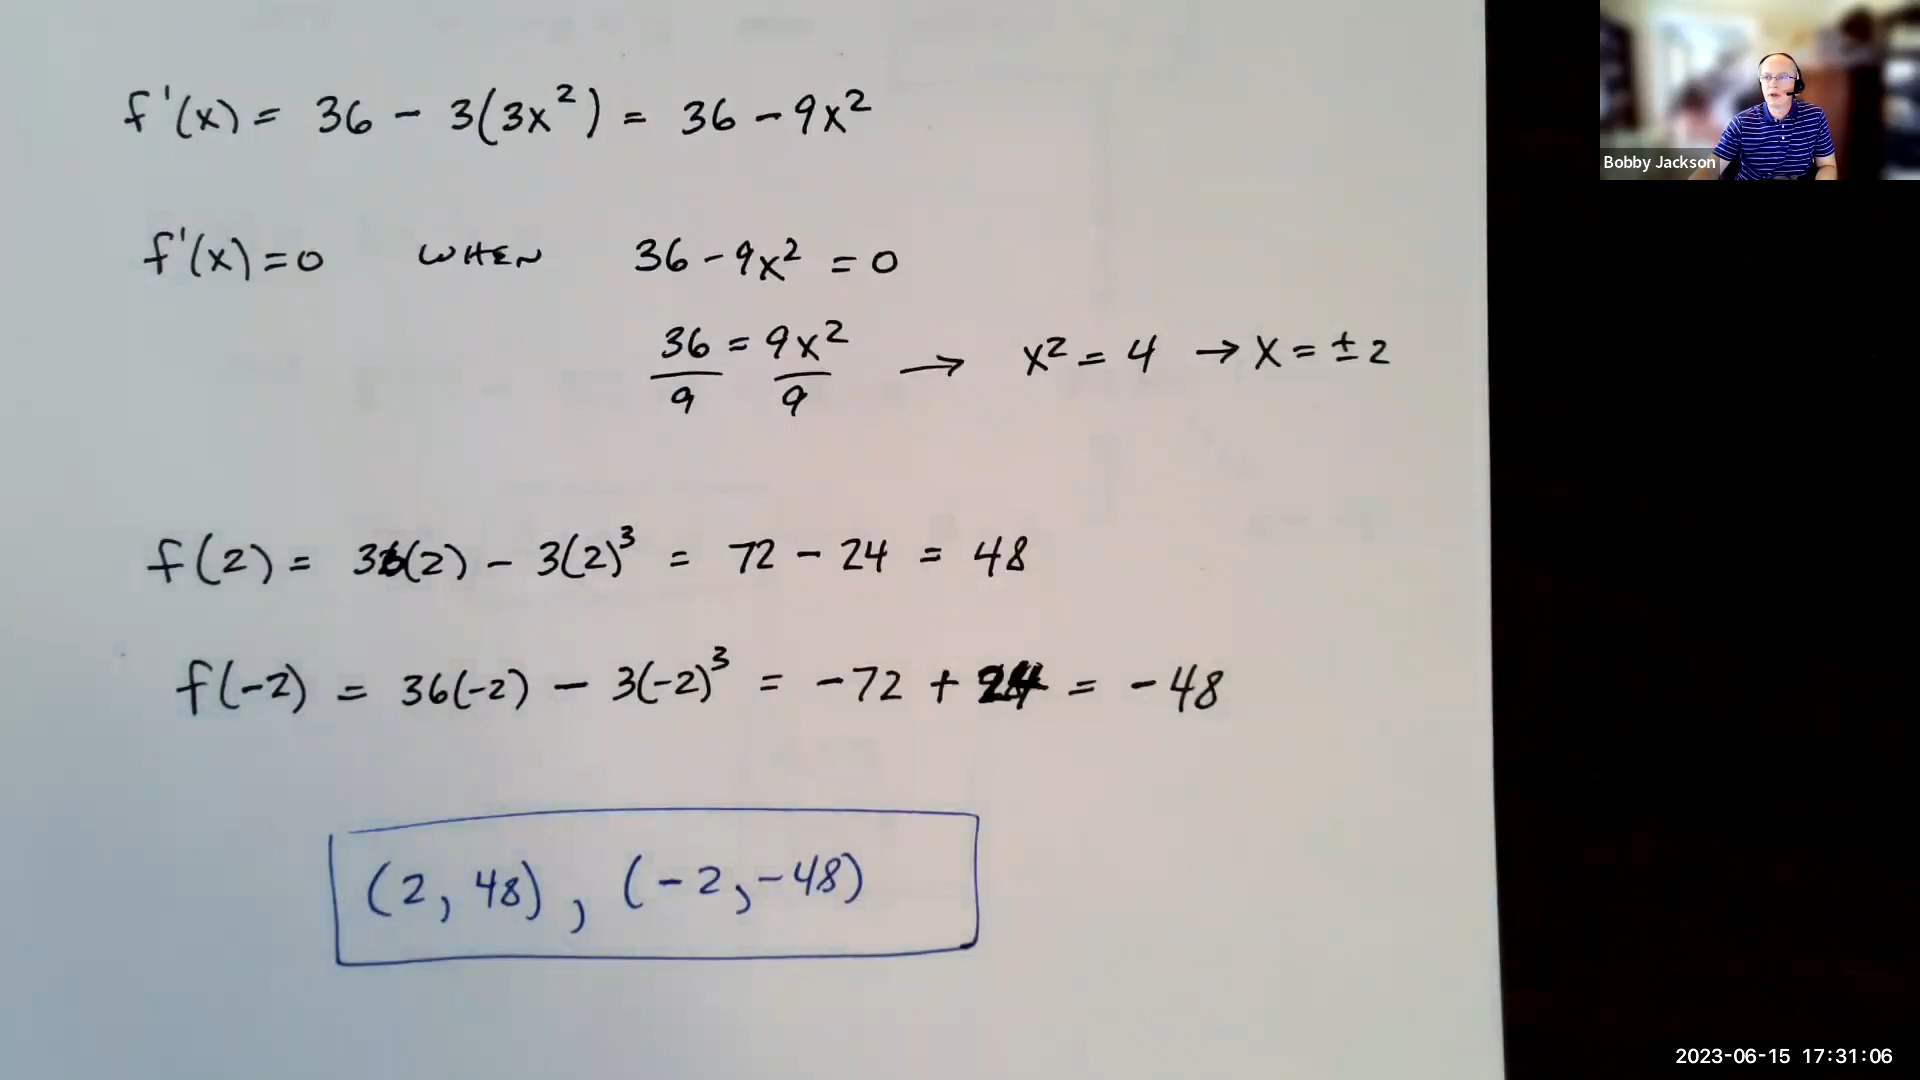 f'(x) = 36 - 3(3x²) = 36 - 9x²
f'(x) = 0 WHEN 36 - 9x² = 0
36 = 9x²
9 9 → x² = 4 → x = ± 2
f(2) = 36(2) - 3(2)³ = 72 - 24 = 48
f(-2) = 36(-2) - 3(-2)³ = -72 + 24 = -48
(2, 48), (-2, -48)
Bobby Jackson
2023-06-15 17:31:06